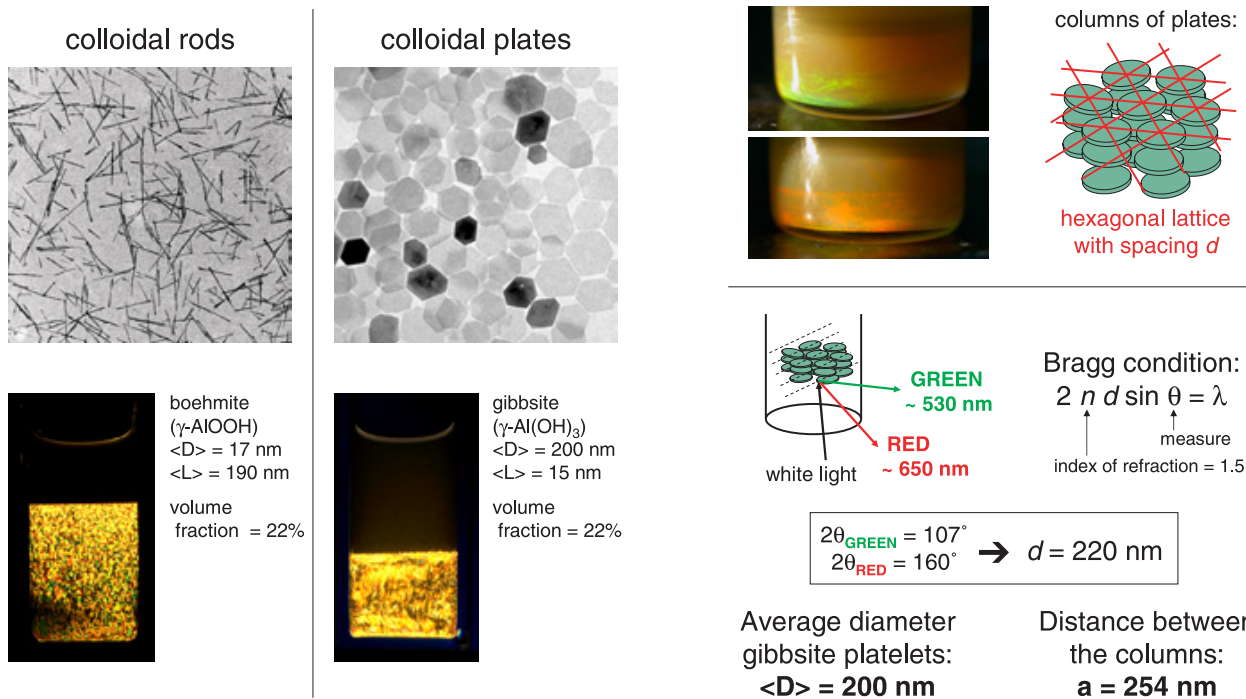 colloidal rods
colloidal plates
boehmite
(γ-AlOOH)
<D> = 17 nm
<L> = 190 nm
volume
fraction = 22%
gibbsite
(γ-Al(OH)₃)
<D> = 200 nm
<L> = 15 nm
volume
fraction = 22%
columns of plates:
hexagonal lattice
with spacing d
GREEN
~ 530 nm
RED
~ 650 nm
white light
Bragg condition:
2 n d sin θ = λ
measure
index of refraction = 1.5
2θGREEN = 107°
2θRED = 160°
➔ d = 220 nm
Average diameter
gibbsite platelets:
<D> = 200 nm
Distance between
the columns:
a = 254 nm